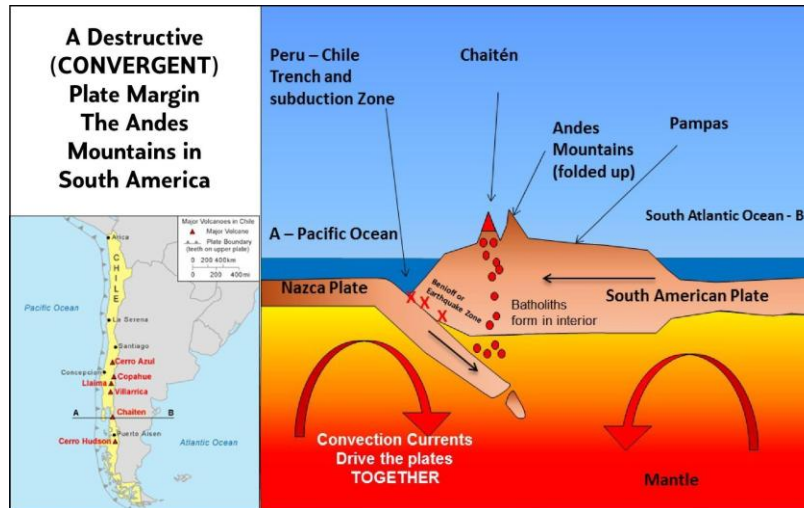 A Destructive
(CONVERGENT)
Plate Margin
The Andes
Mountains in
South America
Major Volcanoes in Chile
Major Volcano
Plate Boundary
(teeth on upper plate)
0 200 400km
0 200 400mi
Arica
CHILE
Pacific Ocean
La Serena
Santiago
Cerro Azul
Concepcion
Copahue
Llaima
Villarrica
A
B
Chaiten
Puerto Aisen
Cerro Hudson
Atlantic Ocean
Peru – Chile
Trench and
subduction Zone
Chaitén
Andes
Mountains
(folded up)
Pampas
A – Pacific Ocean
South Atlantic Ocean - B
Nazca Plate
Benioff or
Earthquake Zone
X
X
X
Batholiths
form in interior
South American Plate
Convection Currents
Drive the plates
TOGETHER
Mantle